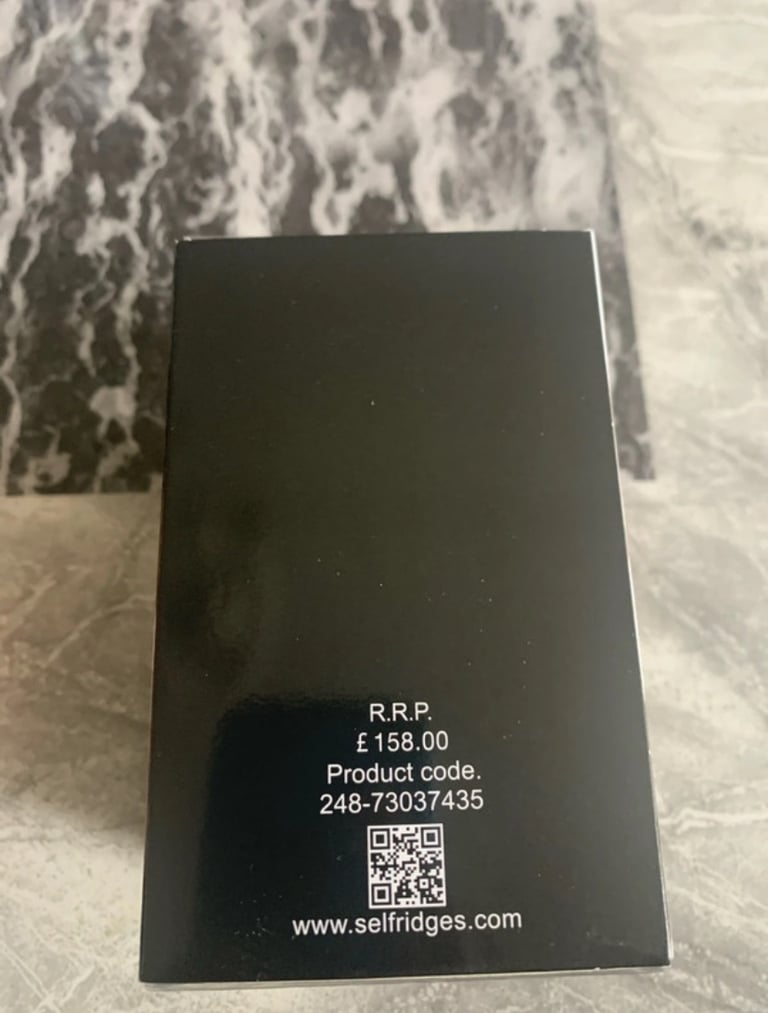 R.R.P.
£158.00
Product code.
248-73037435
www.selfridges.com